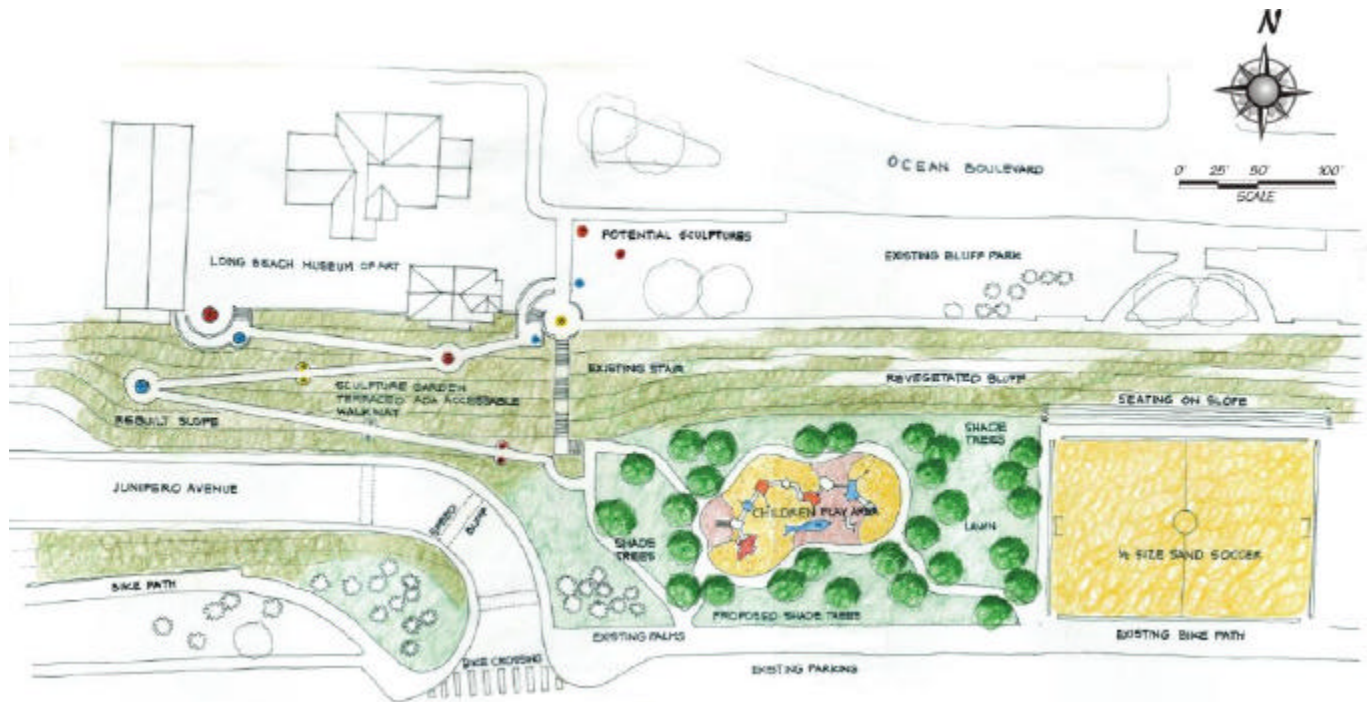 N
OCEAN BOULEVARD
0' 25' 50' 100'
SCALE
POTENTIAL SCULPTURES
LONG BEACH MUSEUM OF ART
EXISTING BLUFF PARK
EXISTING STAIR
SCULPTURE GARDEN
TERRACED ADA ACCESSABLE
WALKWAY
REVEGETATED BLUFF
SEATING ON SLOPE
REBUILT SLOPE
SHADE
TREES
JUNIPERO AVENUE
SPEED
BUMP
CHILDREN PLAY AREA
LAWN
SHADE
TREES
½ SIZE SAND SOCCER
BIKE PATH
PROPOSED SHADE TREES
EXISTING PALMS
EXISTING BIKE PATH
BIKE CROSSING
EXISTING PARKING